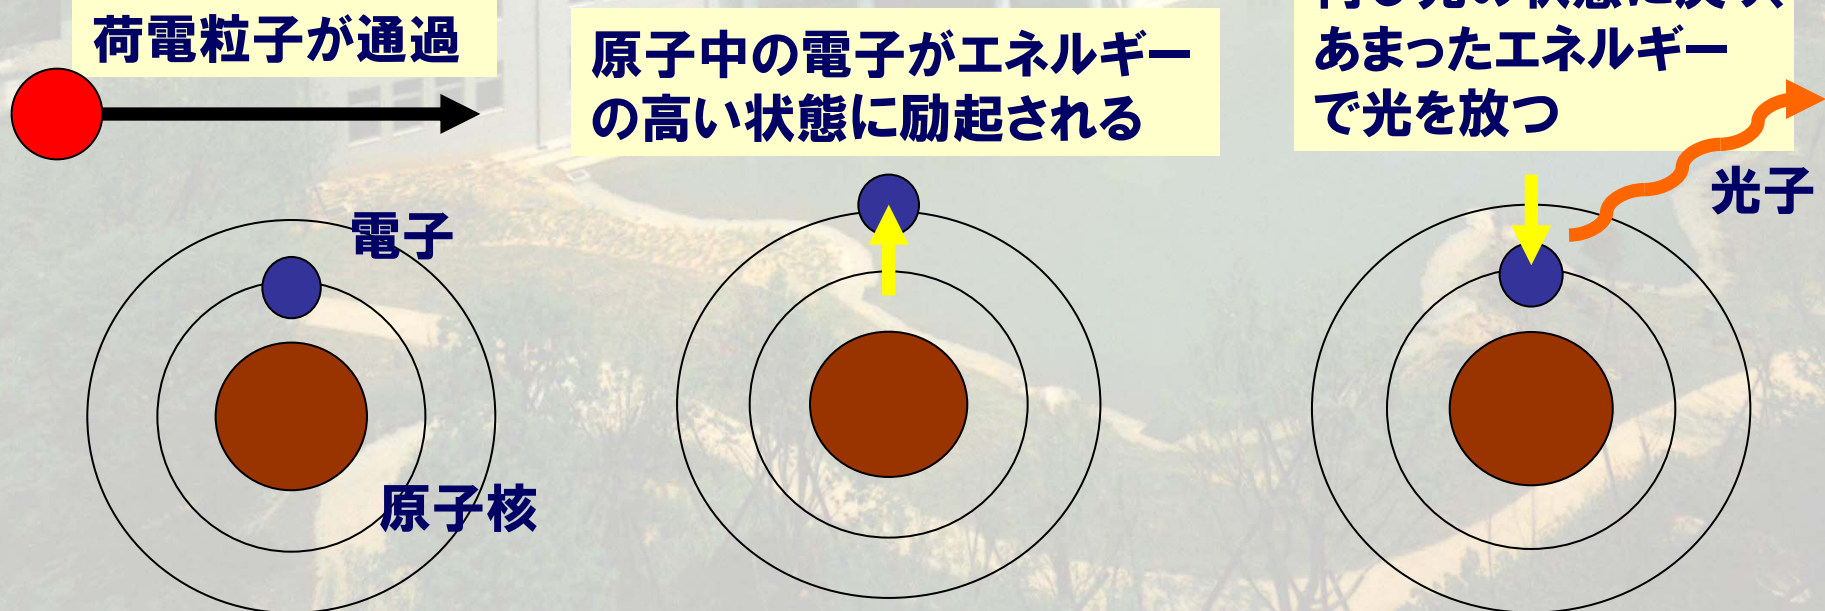 荷電粒子が通過
原子中の電子がエネルギー
の高い状態に励起される
あまったエネルギー
で光を放つ
光子
電子
原子核